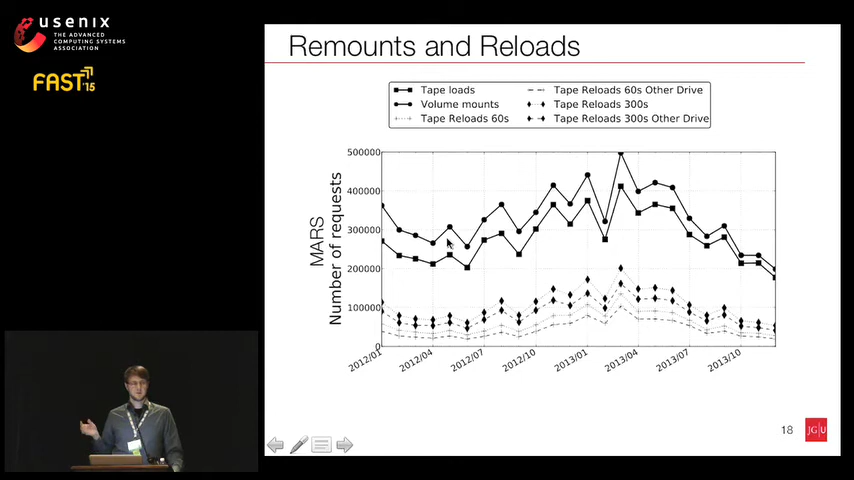 usenix
THE ADVANCED
COMPUTING SYSTEMS
ASSOCIATION
FAST '15
Remounts and Reloads
Tape loads
Volume mounts
Tape Reloads 60s
Tape Reloads 60s Other Drive
Tape Reloads 300s
Tape Reloads 300s Other Drive
MARS
Number of requests
500000
400000
300000
200000
100000
0
2012/01
2012/04
2012/07
2012/10
2013/01
2013/04
2013/07
2013/10
18
JG|U